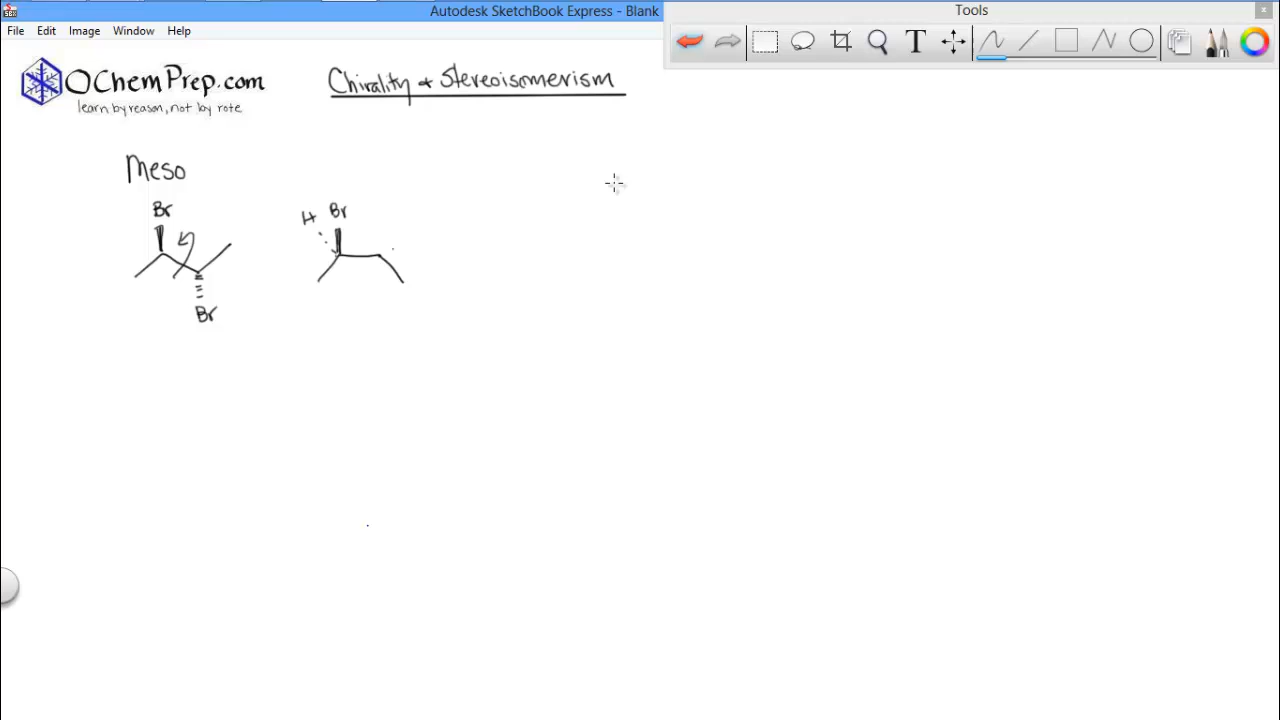 Autodesk SketchBook Express - Blank
Tools
File Edit Image Window Help
SBX
T
OChemPrep.com
learn by reason, not by rote
Chirality + Stereoisomerism
Meso
Br
H Br
Br